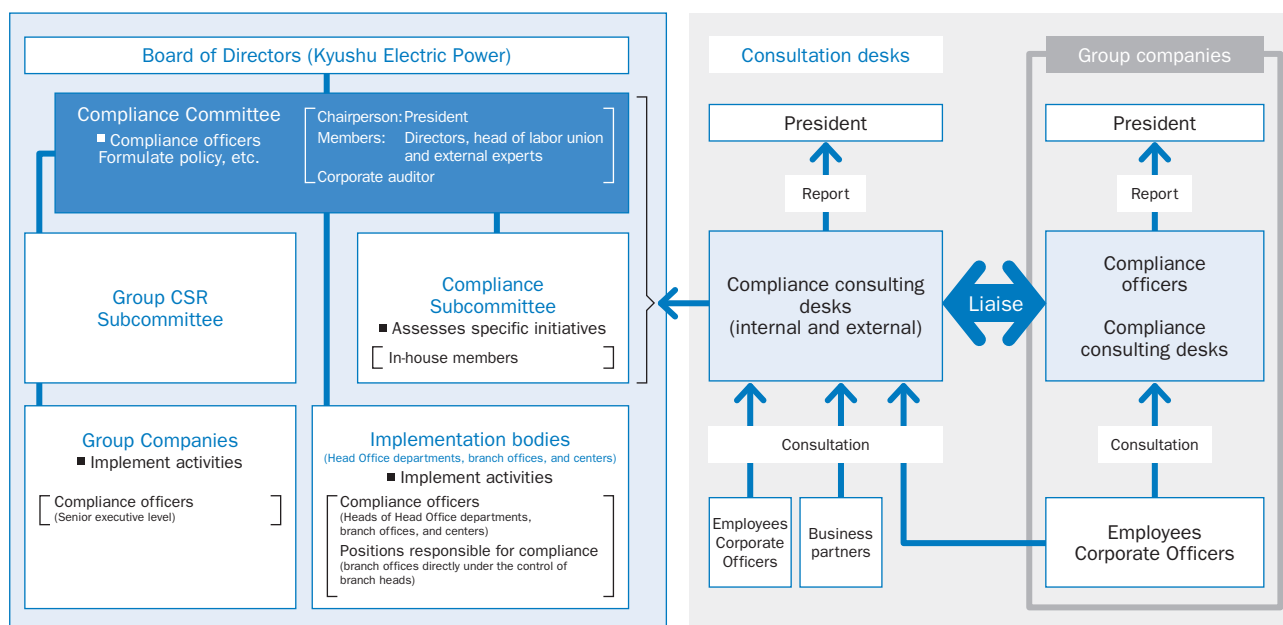 Board of Directors (Kyushu Electric Power)
Compliance Committee
■ Compliance officers
Formulate policy, etc.
Chairperson: President
Members: Directors, head of labor union
and external experts
Corporate auditor
Group CSR
Subcommittee
Compliance
Subcommittee
■ Assesses specific initiatives
In-house members
Group Companies
■ Implement activities
Compliance officers
(Senior executive level)
Implementation bodies
(Head Office departments, branch offices, and centers)
■ Implement activities
Compliance officers
(Heads of Head Office departments,
branch offices, and centers)
Positions responsible for compliance
(branch offices directly under the control of
branch heads)
Consultation desks
President
Report
Compliance consulting
desks
(internal and external)
Consultation
Employees
Corporate
Officers
Business
partners
Liaise
Group companies
President
Report
Compliance
officers
Compliance
consulting desks
Consultation
Employees
Corporate Officers